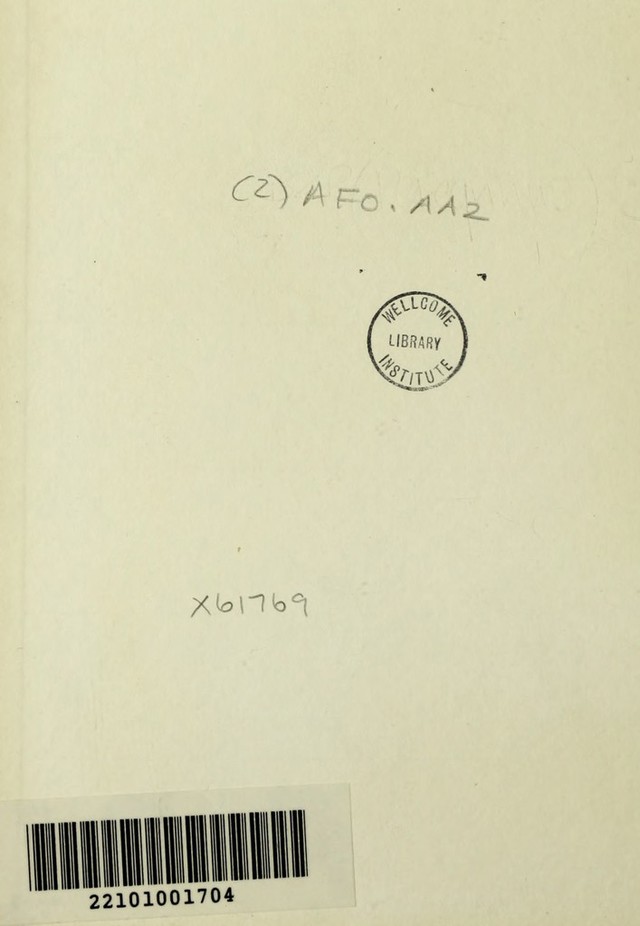 (2) AFO. AA2
WELLCOME
LIBRARY
INSTITUTE
X61769
22101001704